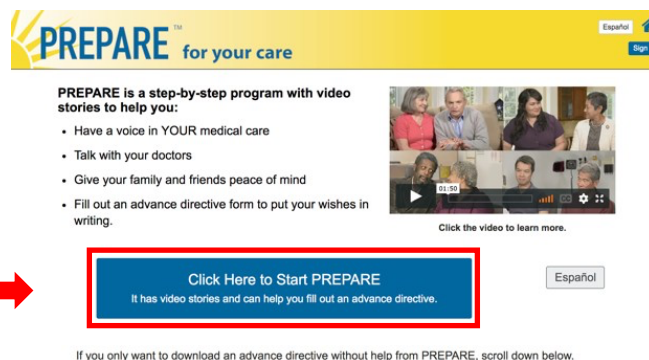 PREPARE™ for your care
Español
Sign
PREPARE is a step-by-step program with video
stories to help you:
• Have a voice in YOUR medical care
• Talk with your doctors
• Give your family and friends peace of mind
• Fill out an advance directive form to put your wishes in
writing.
01:50
CC
Click the video to learn more.
Click Here to Start PREPARE
It has video stories and can help you fill out an advance directive.
Español
If you only want to download an advance directive without help from PREPARE, scroll down below.